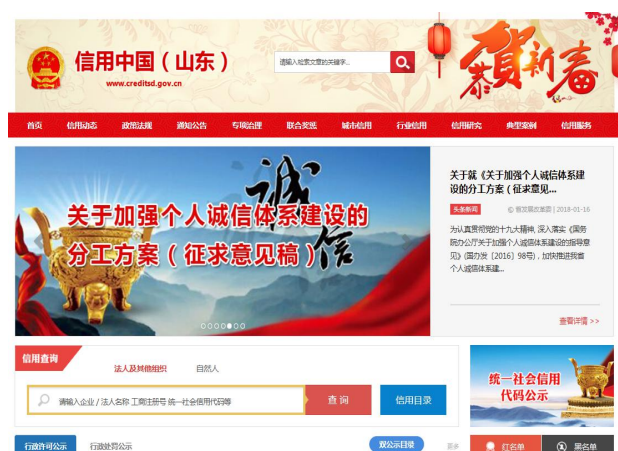 信用中国（山东）
www.creditsd.gov.cn
请输入检索文章的关键字...
恭贺新春
首页 信用动态 政策法规 通知公告 专项治理 联合奖惩 城市信用 行业信用 信用研究 典型案例 信用服务
诚信
关于加强个人诚信体系建设的
分工方案（征求意见稿）
关于就《关于加强个人诚信体系建
设的分工方案（征求意见...
头条新闻 © 省发展改革委 | 2018-01-16
为认真贯彻党的十九大精神, 深入落实《国务
院办公厅关于加强个人诚信体系建设的指导意
见》(国办发〔2016〕98号) , 加快推进我省
个人诚信体系建...
查看详情 >>
信用查询
法人及其他组织 自然人
请输入企业 / 法人名称 工商注册号 统一社会信用代码等
查 询
信用目录
统一社会信用
代码公示
行政许可公示 行政处罚公示 双公示目录 更多
红名单 黑名单